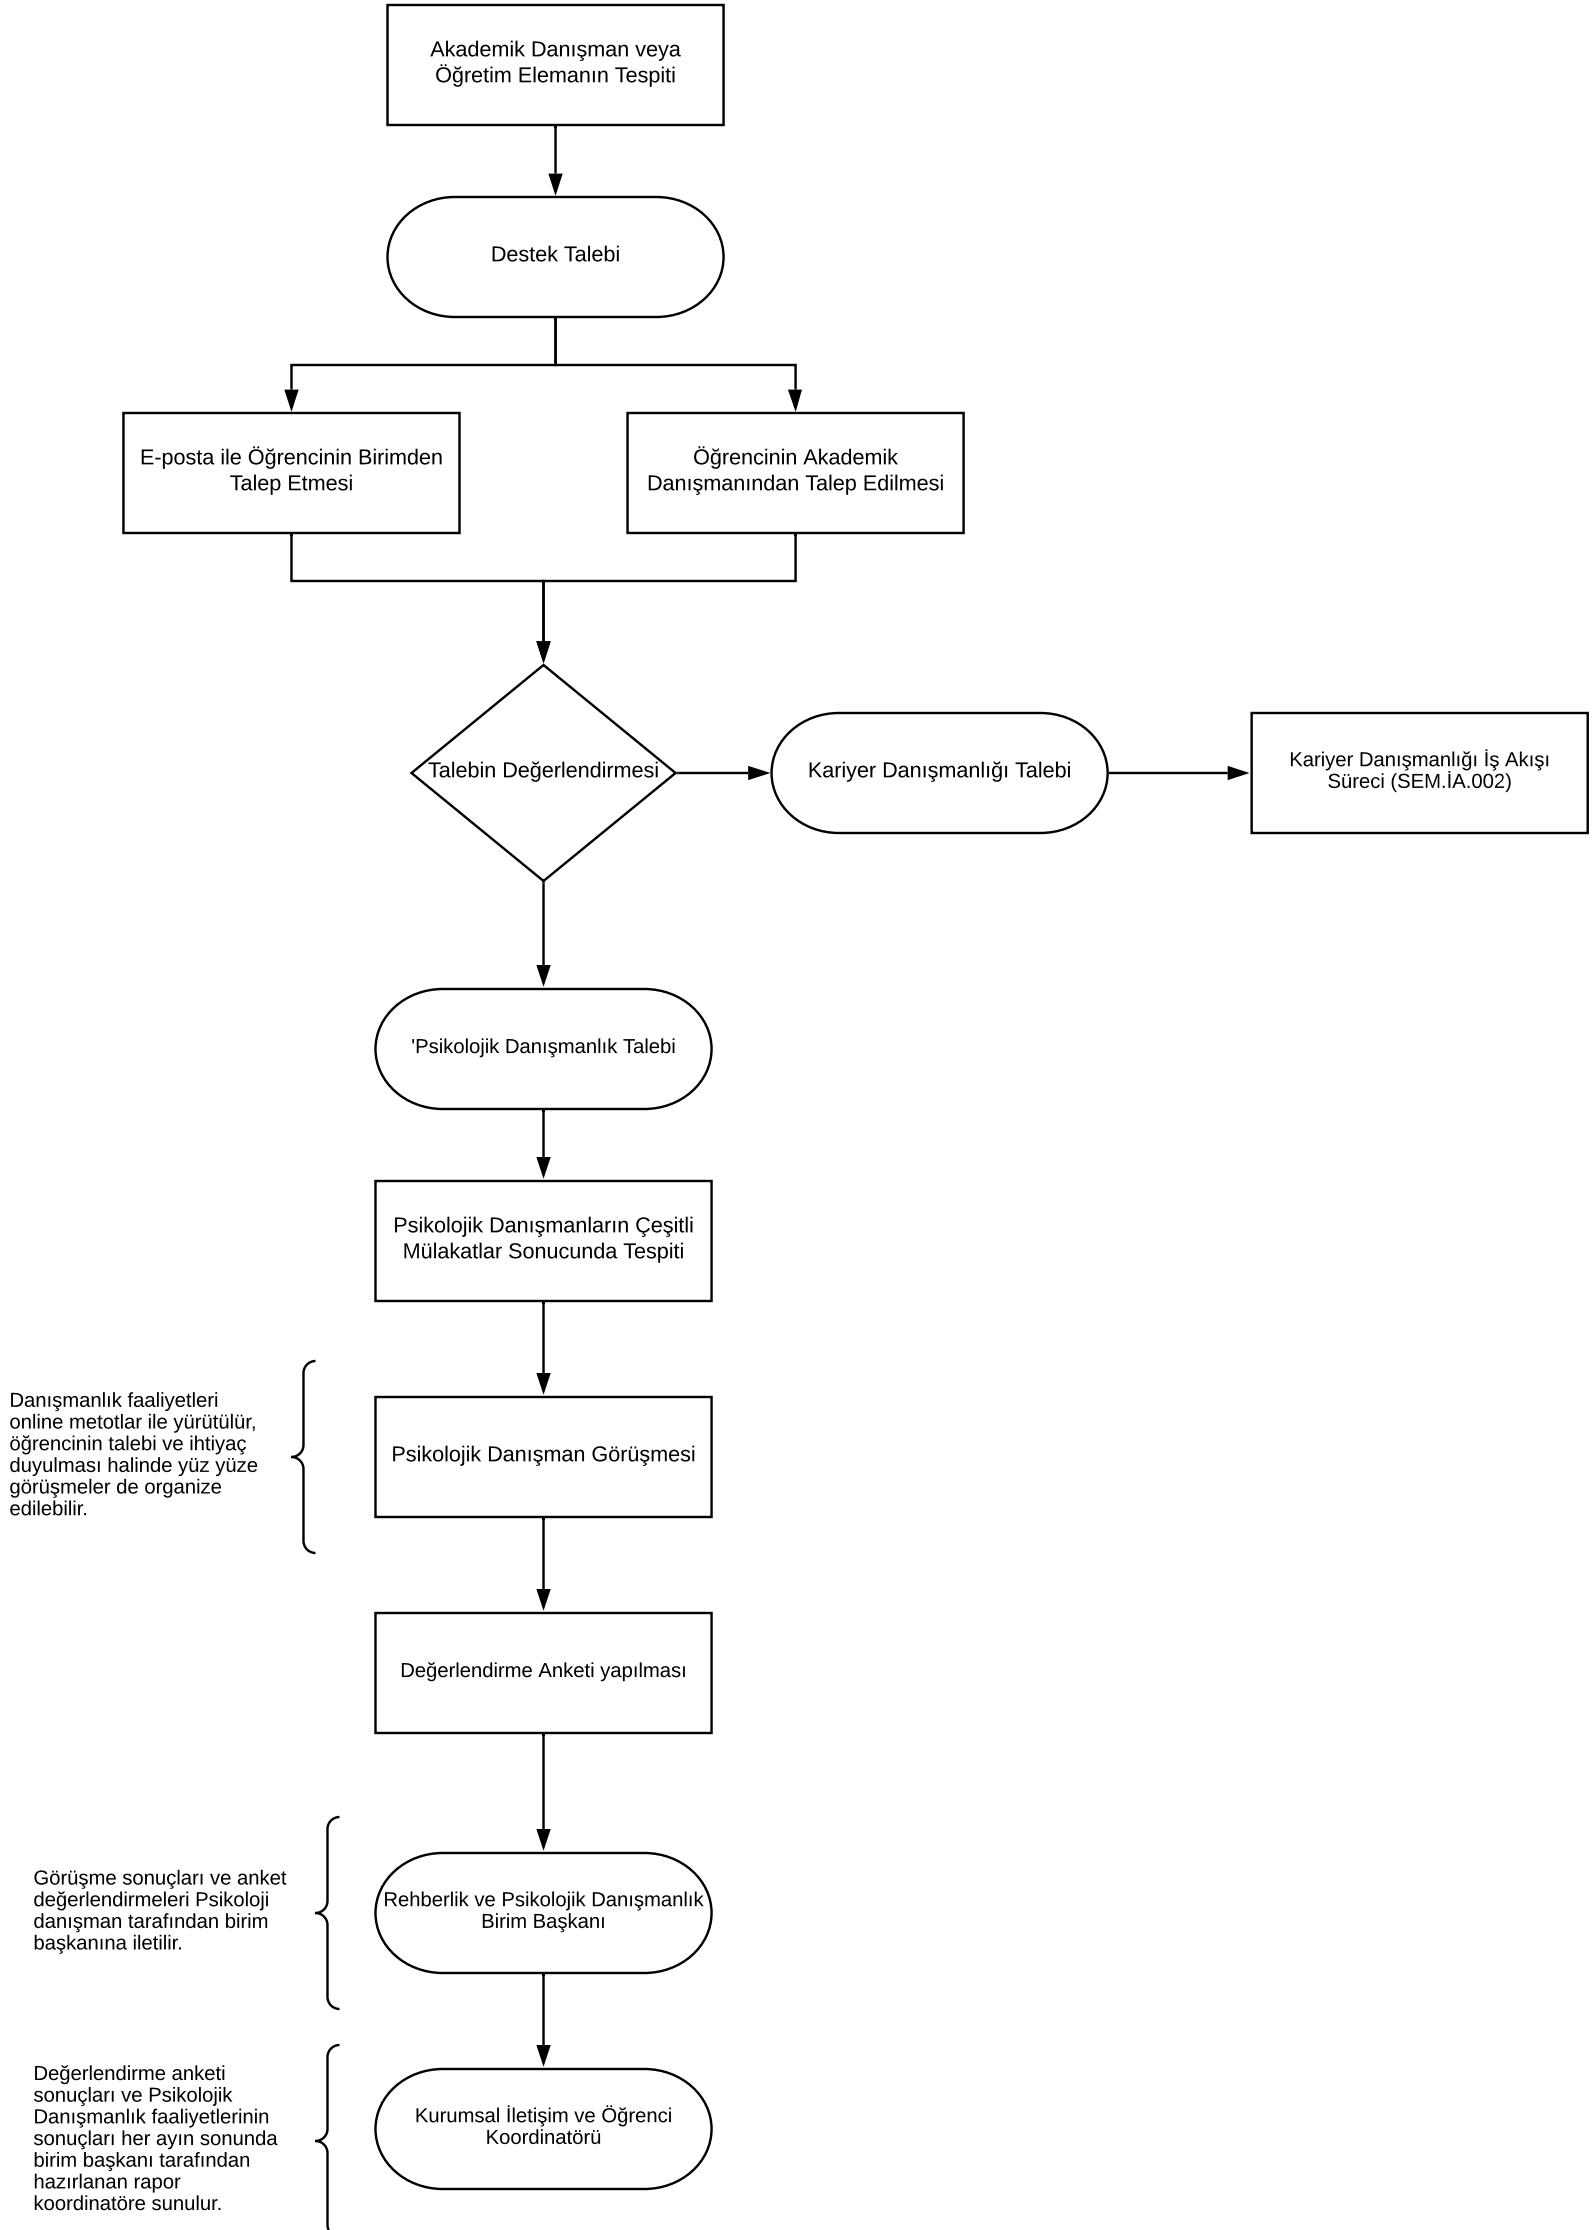 Akademik Danışman veya
Öğretim Elemanın Tespiti
Destek Talebi
E-posta ile Öğrencinin Birimden
Talep Etmesi
Öğrencinin Akademik
Danışmanından Talep Edilmesi
Talebin Değerlendirmesi
Kariyer Danışmanlığı Talebi
Kariyer Danışmanlığı İş Akışı
Süreci (SEM.İA.002)
'Psikolojik Danışmanlık Talebi
Psikolojik Danışmanların Çeşitli
Mülakatlar Sonucunda Tespiti
Danışmanlık faaliyetleri
online metotlar ile yürütülür,
öğrencinin talebi ve ihtiyaç
duyulması halinde yüz yüze
görüşmeler de organize
edilebilir.
Psikolojik Danışman Görüşmesi
Değerlendirme Anketi yapılması
Görüşme sonuçları ve anket
değerlendirmeleri Psikoloji
danışman tarafından birim
başkanına iletilir.
Rehberlik ve Psikolojik Danışmanlık
Birim Başkanı
Değerlendirme anketi
sonuçları ve Psikolojik
Danışmanlık faaliyetlerinin
sonuçları her ayın sonunda
birim başkanı tarafından
hazırlanan rapor
koordinatöre sunulur.
Kurumsal İletişim ve Öğrenci
Koordinatörü